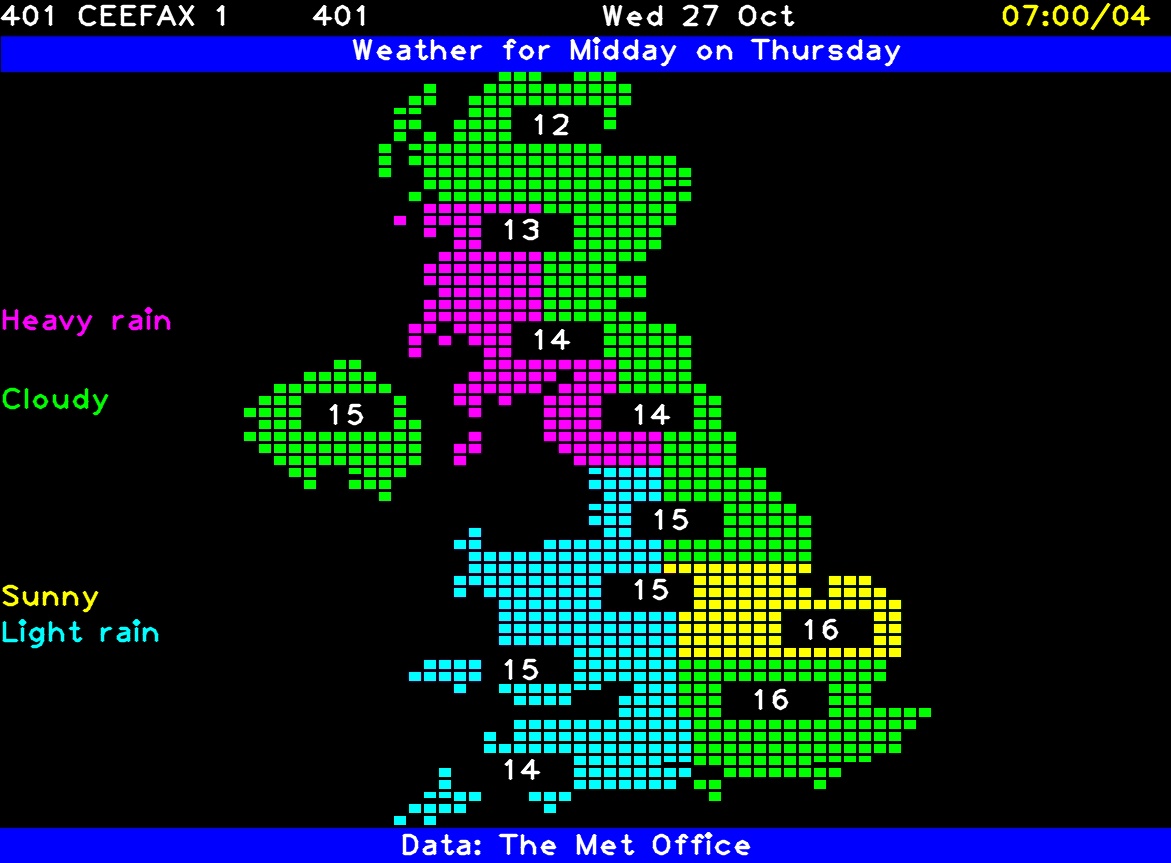 401 CEEFAX 1 401 Wed 27 Oct 07:00/04
Weather for Midday on Thursday
12
13
Heavy rain
14
Cloudy
15 14
15
15
Sunny
16
Light rain
15
16
14
Data: The Met Office